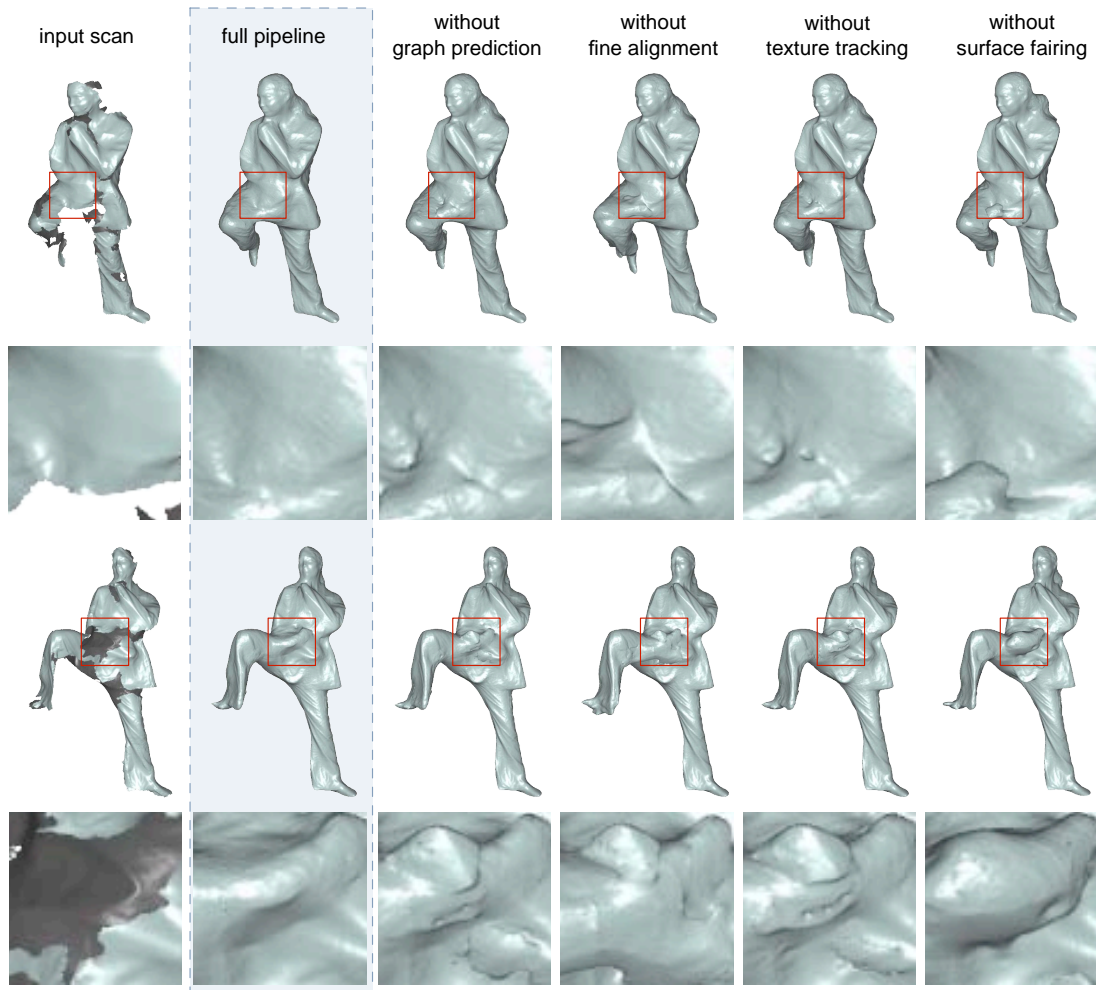 input scan
full pipeline
without
graph prediction
without
fine alignment
without
texture tracking
without
surface fairing